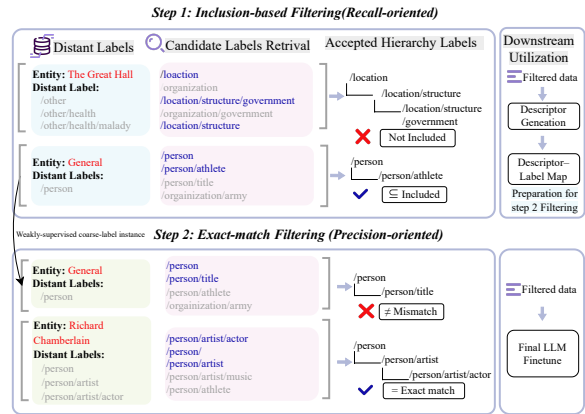 Step 1: Inclusion-based Filtering(Recall-oriented)
Distant Labels
Candidate Labels Retrival
Accepted Hierarchy Labels
Downstream
Utilization
Entity: The Great Hall
Distant Label:
/other
/other/health
/other/health/malady
/loaction
/organization
/organization/government
/location/structure/government
/location/structure
/location
/location/structure
/location/structure
/government
Not Included
Entity: General
Distant Labels:
/person
/person
/person/athlete
/person/title
/orgainization/army
/person
/person/athlete
⊆ Included
Filtered data
Descriptor
Geneation
Descriptor–
Label Map
Preparation for
step 2 Filtering
Weakly-supervised coarse-label instance
Step 2: Exact-match Filtering (Precision-oriented)
Entity: General
Distant Labels:
/person
/person
/person/title
/person/athlete
/orgainization/army
/person
/person/title
≠ Mismatch
Entity: Richard
Chamberlain
Distant Labels:
/person
/person/artist
/person/artist/actor
/person/artist/actor
/person/
/person/artist
/person/artist/music
/person/athlete
/person
/person/artist
/person/artist/actor
= Exact match
Filtered data
Final LLM
Finetune